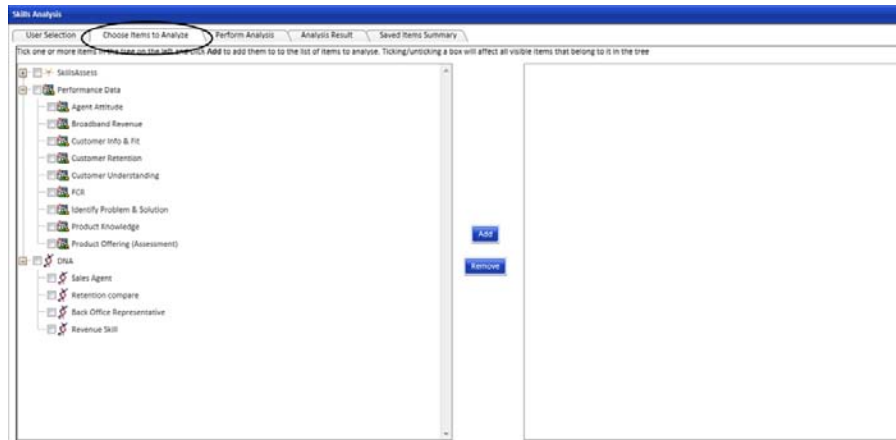 Skills Analysis
User Selection Choose Items to Analyze Perform Analysis Analysis Result Saved Items Summary
Tick one or more items in the tree on the left and click Add to add them to to the list of items to analyse. Ticking/unticking a box will affect all visible items that belong to it in the tree
SkillsAssess
Performance Data
Agent Attitude
Broadband Revenue
Customer Info & Fit
Customer Retention
Customer Understanding
FCR
Identify Problem & Solution
Product Knowledge
Add
Product Offering (Assessment)
DNA
Remove
Sales Agent
Retention compare
Back Office Representative
Revenue Skill